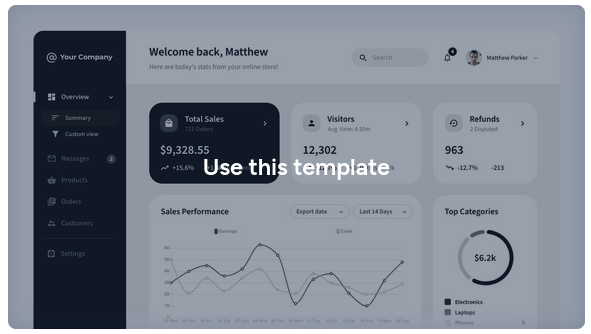 Your Company
Welcome back, Matthew
Here are today's stats from your online store!
Search
4
Matthew Parker
Overview
Summary
Custom view
Messages
2
Products
Orders
Customers
Settings
Total Sales
731 Orders
$9,328.55
+15.6%
Visitors
Avg. time: 4:30m
12,302
Refunds
2 Disputed
963
-12.7%
-213
Use this template
Sales Performance
Export data
Last 14 Days
Top Categories
$6.2k
Electronics
Laptops
Phones